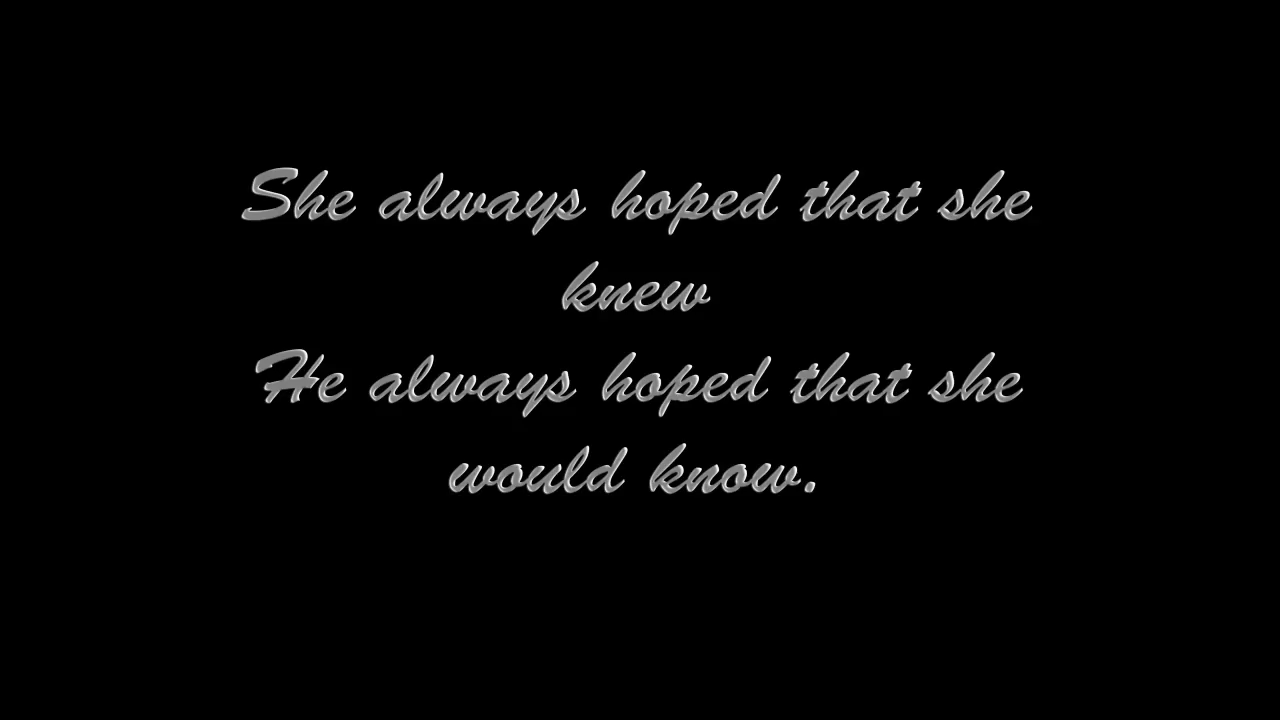 She always hoped that she
knew
He always hoped that she
would know.